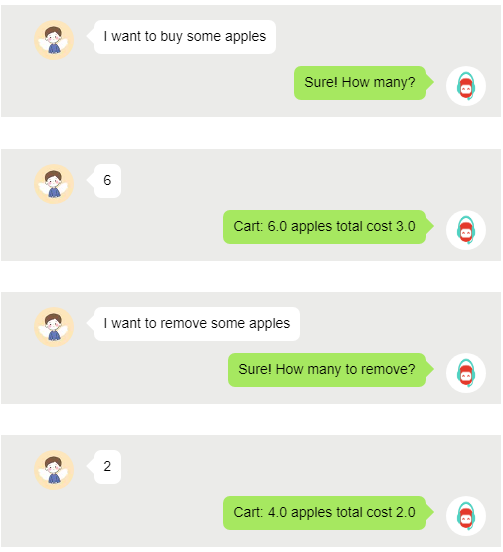 I want to buy some apples
Sure! How many?
6
Cart: 6.0 apples total cost 3.0
I want to remove some apples
Sure! How many to remove?
2
Cart: 4.0 apples total cost 2.0